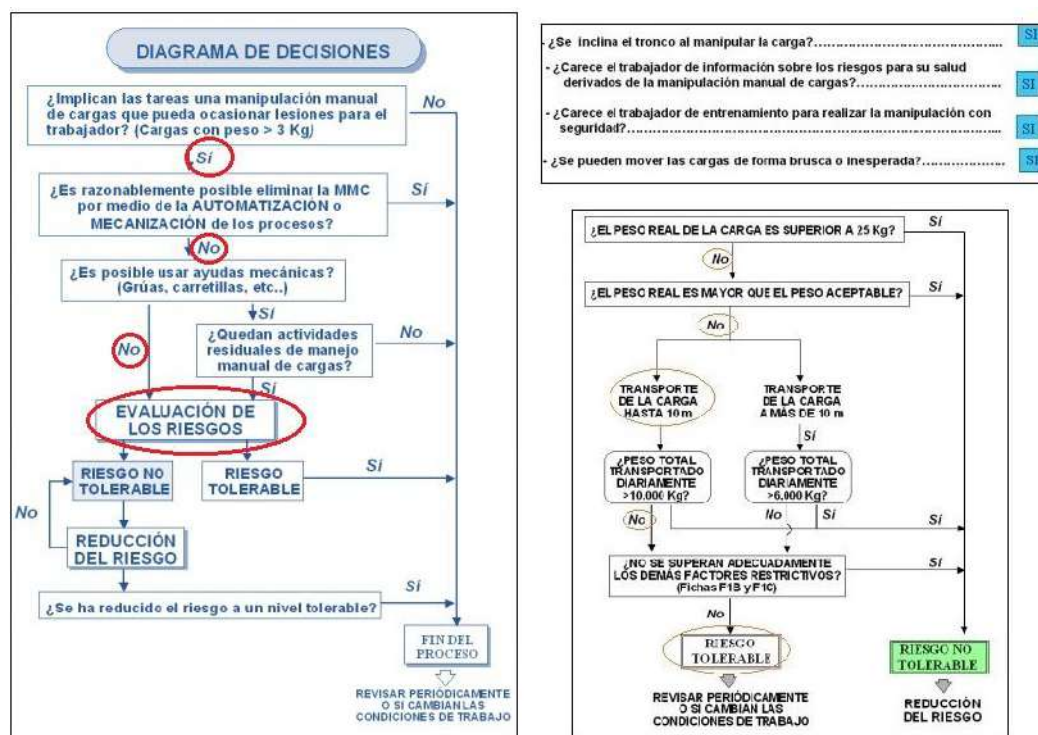 DIAGRAMA DE DECISIONES
¿Implican las tareas una manipulación manual
de cargas que pueda ocasionar lesiones para el
trabajador? (Cargas con peso > 3 Kg)
No
Sí
¿Es razonablemente posible eliminar la MMC
por medio de la AUTOMATIZACIÓN o
MECANIZACIÓN de los procesos?
Sí
No
¿Es posible usar ayudas mecánicas?
(Grúas, carretillas, etc..)
Sí
No
¿Quedan actividades
residuales de manejo
manual de cargas?
No
Sí
EVALUACIÓN DE
LOS RIESGOS
RIESGO NO
TOLERABLE
RIESGO
TOLERABLE
Sí
No
REDUCCIÓN
DEL RIESGO
¿Se ha reducido el riesgo a un nivel tolerable?
Sí
FIN DEL
PROCESO
REVISAR PERIÓDICAMENTE
O SI CAMBIAN LAS
CONDICIONES DE TRABAJO
- ¿Se inclina el tronco al manipular la carga?.......................................... SI
- ¿Carece el trabajador de información sobre los riesgos para su salud
derivados de la manipulación manual de cargas?................................ SI
- ¿Carece el trabajador de entrenamiento para realizar la manipulación con
seguridad?................................................................................ SI
- ¿Se pueden mover las cargas de forma brusca o inesperada?..................... SI
¿EL PESO REAL DE LA CARGA ES SUPERIOR A 25 Kg?
Sí
No
¿EL PESO REAL ES MAYOR QUE EL PESO ACEPTABLE?
Sí
No
TRANSPORTE
DE LA CARGA
HASTA 10 m
TRANSPORTE
DE LA CARGA
A MÁS DE 10 m
Sí
¿PESO TOTAL
TRANSPORTADO
DIARIAMENTE
>10.000 Kg?
¿PESO TOTAL
TRANSPORTADO
DIARIAMENTE
>6.000 Kg?
No
No
Sí
Sí
¿NO SE SUPERAN ADECUADAMENTE
LOS DEMÁS FACTORES RESTRICTIVOS?
(Fichas F1B y F1C)
Sí
No
RIESGO
TOLERABLE
RIESGO NO
TOLERABLE
REVISAR PERIÓDICAMENTE
O SI CAMBIAN LAS
CONDICIONES DE TRABAJO
REDUCCIÓN
DEL RIESGO